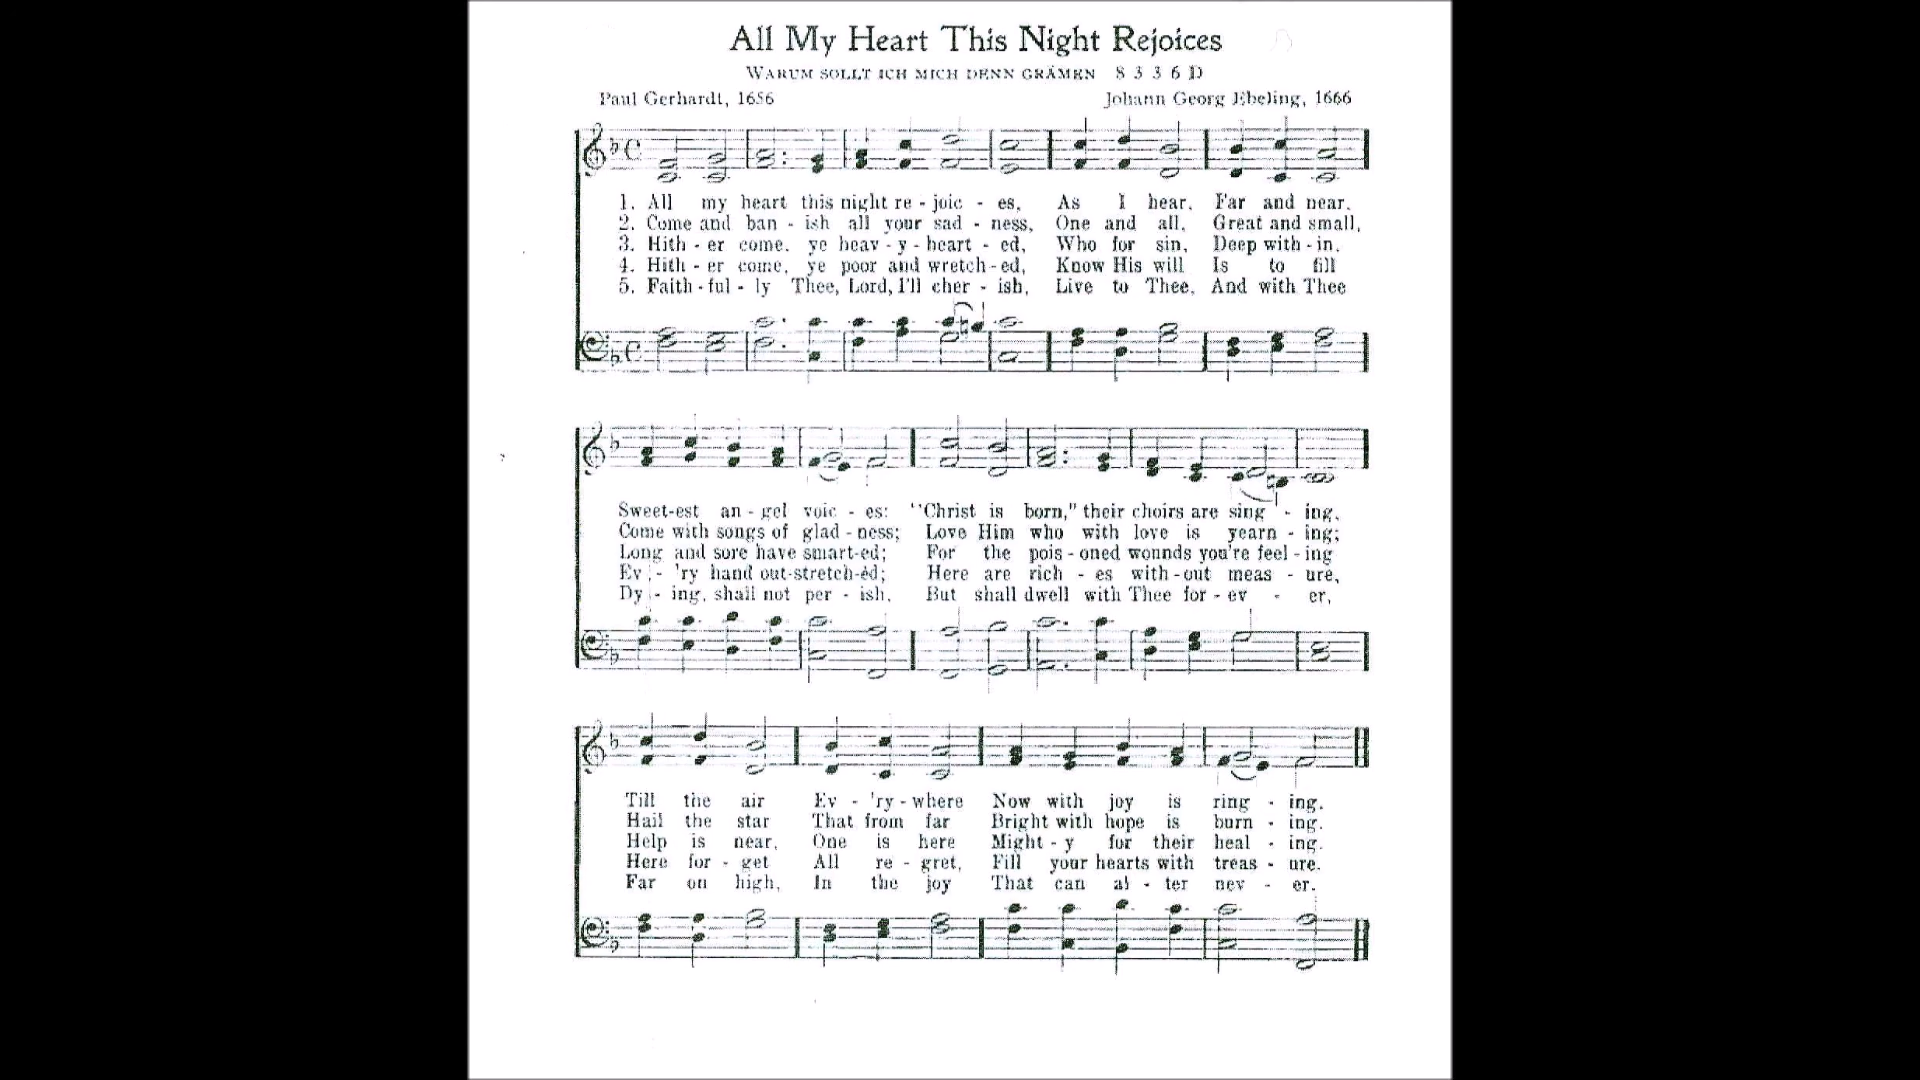 All My Heart This Night Rejoices
WARUM SOLLT ICH MICH DENN GRÄMEN 8 3 3 6 D
Paul Gerhardt, 1656 Johann Georg Ebeling, 1666
1. All my heart this night re - joic - es, As I hear, Far and near,
2. Come and ban - ish all your sad - ness, One and all, Great and small,
3. Hith - er come, ye heav - y - heart - ed, Who for sin, Deep with - in,
4. Hith - er come, ye poor and wretch - ed, Know His will Is to fill
5. Faith - ful - ly Thee, Lord, I'll cher - ish, Live to Thee, And with Thee
Sweet-est an - gel voic - es: "Christ is born," their choirs are sing - ing,
Come with songs of glad - ness; Love Him who with love is yearn - ing;
Long and sore have smart-ed; For the pois - oned wounds you're feel - ing
Ev - 'ry hand out-stretch-èd; Here are rich - es with - out meas - ure,
Dy - ing, shall not per - ish, But shall dwell with Thee for - ev - er,
Till the air Ev - 'ry - where Now with joy is ring - ing.
Hail the star That from far Bright with hope is burn - ing.
Help is near, One is here Might - y for their heal - ing.
Here for - get All re - gret, Fill your hearts with treas - ure.
Far on high, In the joy That can al - ter nev - er.